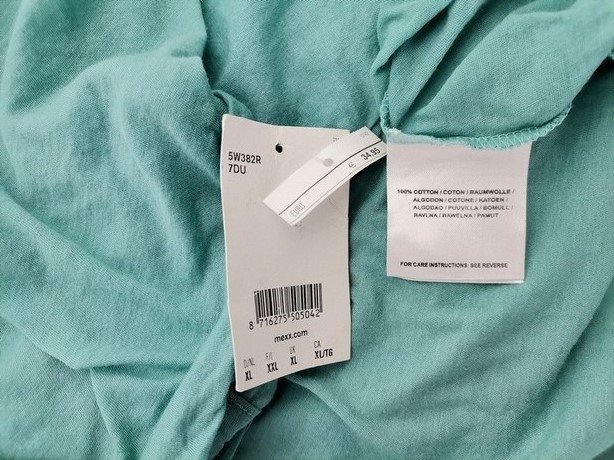 5W382R
7DU
EURO
€ 34.95
8 716275 505042
mexx.com
D/NL F/I UK CA
XL XXL XL XL/TG
100% COTTON / COTON / BAUMWOLLE /
ALGODON / COTONE / KATOEN /
ALGODAO / PUUVILLA / BOMULL /
BAVLNA / BAWELNA / PAMUT
FOR CARE INSTRUCTIONS: SEE REVERSE